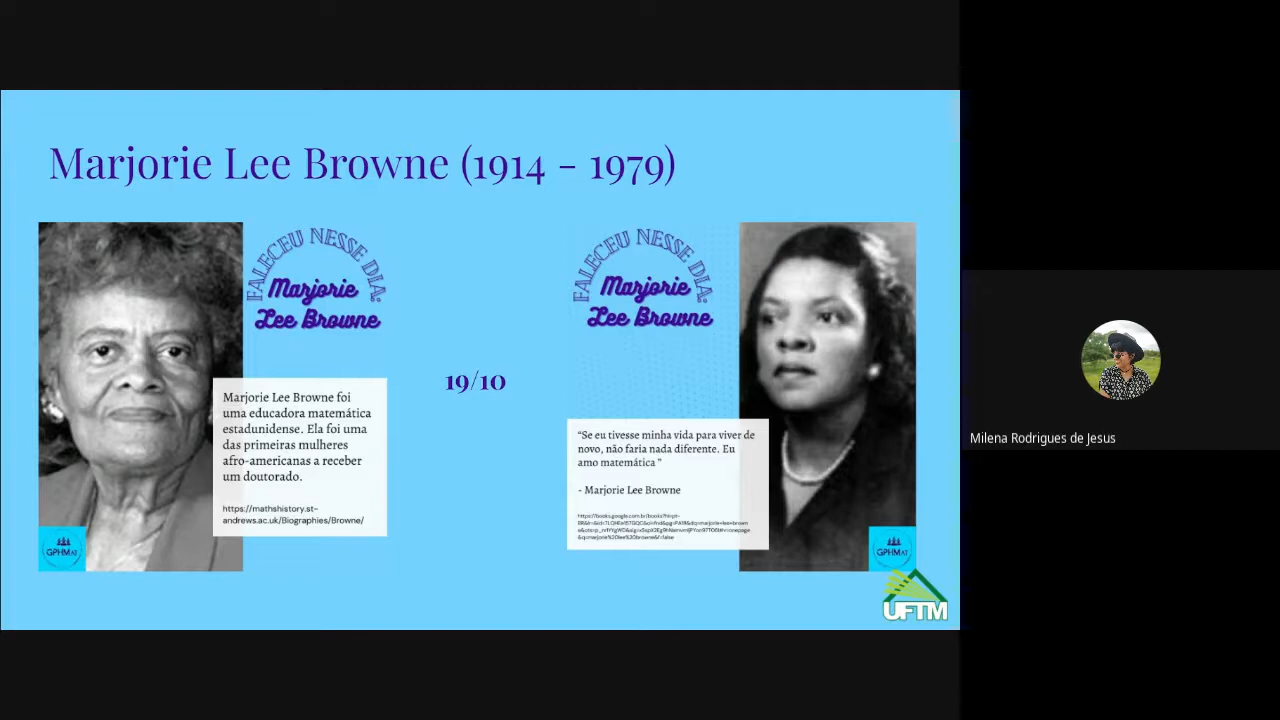 Marjorie Lee Browne (1914 - 1979)
FALECEU NESSE DIA:
Marjorie
Lee Browne
Marjorie Lee Browne foi
uma educadora matemática
estadunidense. Ela foi uma
das primeiras mulheres
afro-americanas a receber
um doutorado.
https://mathshistory.st-
andrews.ac.uk/Biographies/Browne/
GPHMAT
19/10
FALECEU NESSE DIA:
Marjorie
Lee Browne
“Se eu tivesse minha vida para viver de
novo, não faria nada diferente. Eu
amo matemática ”
- Marjorie Lee Browne
GPHMAT
UFTM
Milena Rodrigues de Jesus